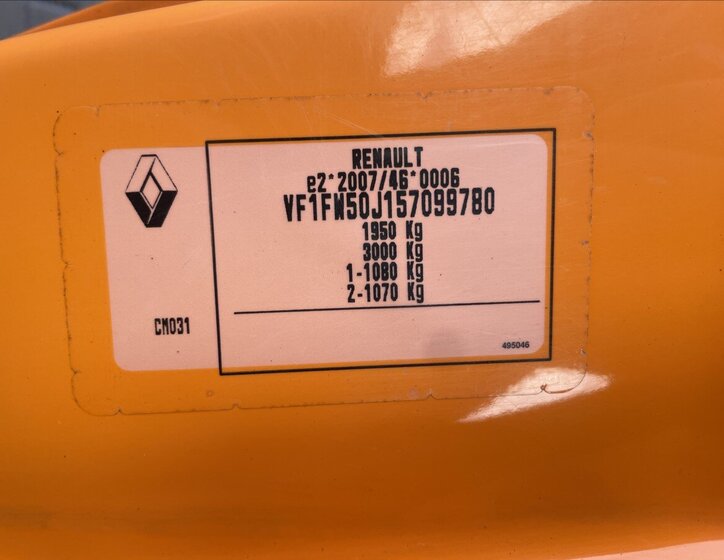 RENAULT
e2*2007/46*0006
VF1FW50J157099780
1950 Kg
3000 Kg
1-1080 Kg
2-1070 Kg
CM031
495046